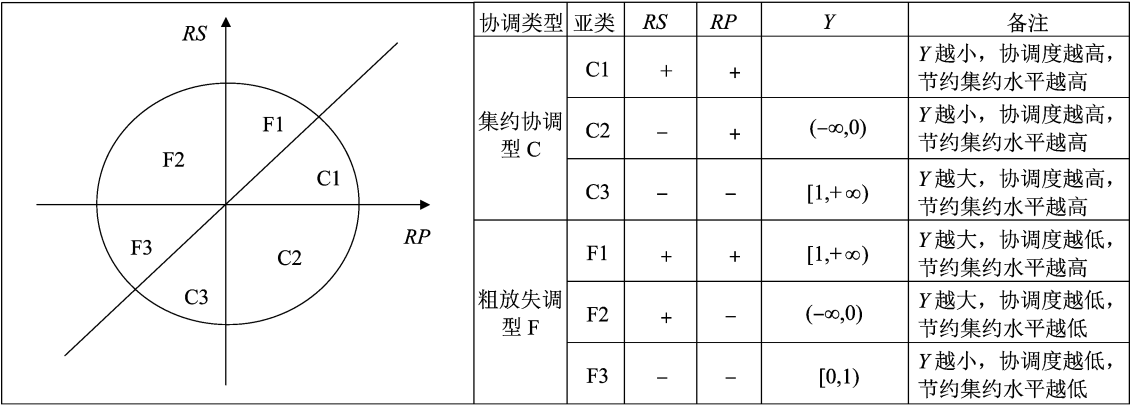 RS
F1
F2
C1
RP
F3
C2
C3
协调类型 亚类 RS RP Y 备注
集约协调
型 C
C1 + +
Y 越小，协调度越高，
节约集约水平越高
C2 − + (−∞,0)
Y 越小，协调度越高，
节约集约水平越高
C3 − − [1,+∞)
Y 越大，协调度越高，
节约集约水平越高
粗放失调
型 F
F1 + + [1,+∞)
Y 越大，协调度越低，
节约集约水平越高
F2 + − (−∞,0)
Y 越大，协调度越低，
节约集约水平越低
F3 − − [0,1)
Y 越小，协调度越低，
节约集约水平越低